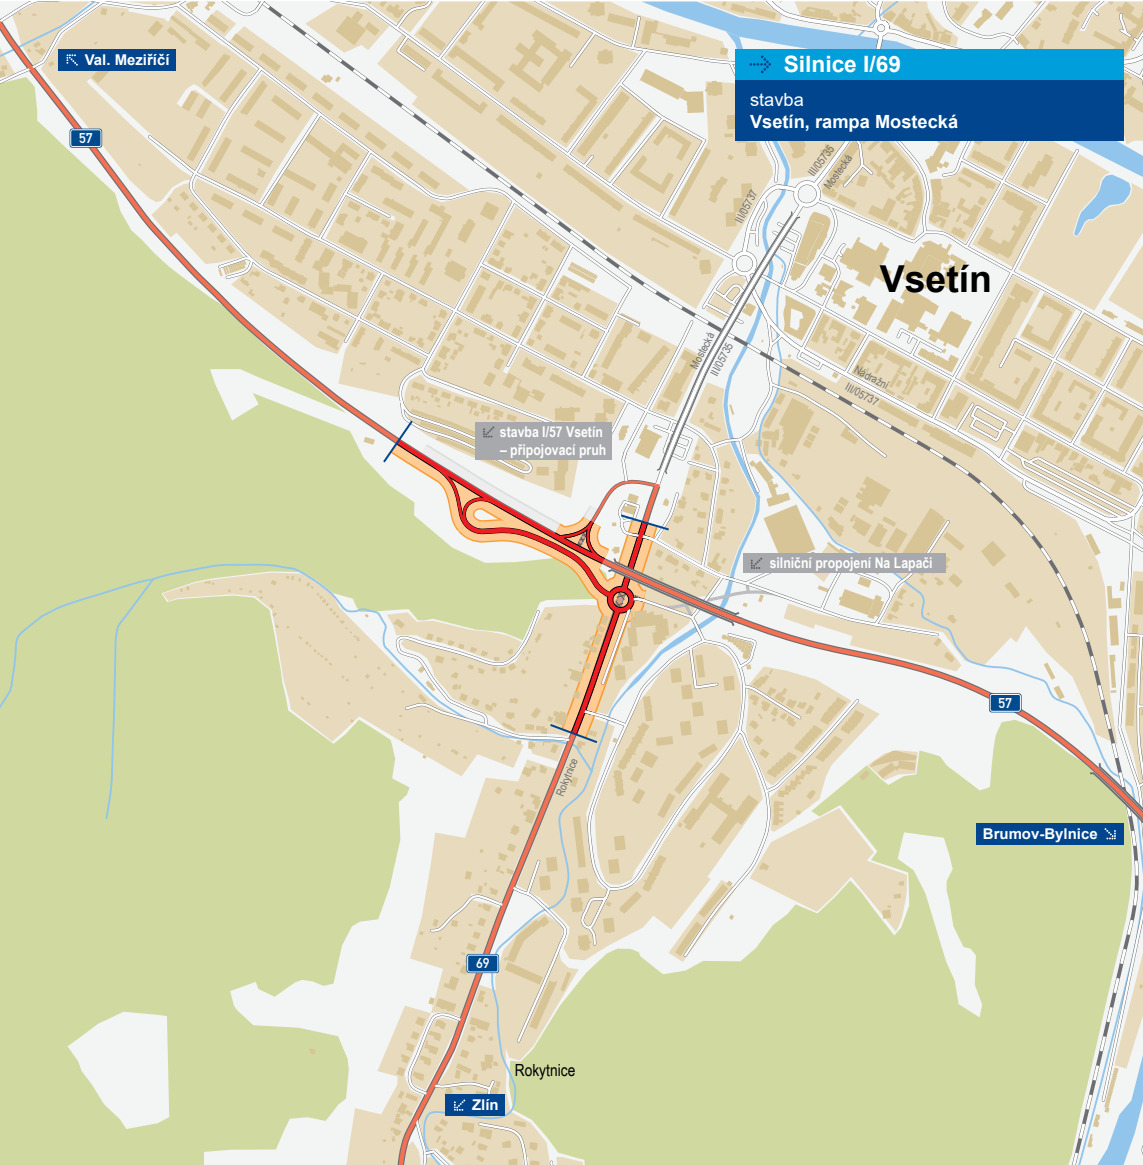 Val. Meziříčí
Silnice I/69
stavba
Vsetín, rampa Mostecká
57
III/05735
Mostecká
III/05737
Vsetín
Mostecká
III/05735
Nádražní
III/05737
stavba I/57 Vsetín
– připojovací pruh
silniční propojení Na Lapači
57
Rokytnice
Brumov-Bylnice
69
Rokytnice
Zlín